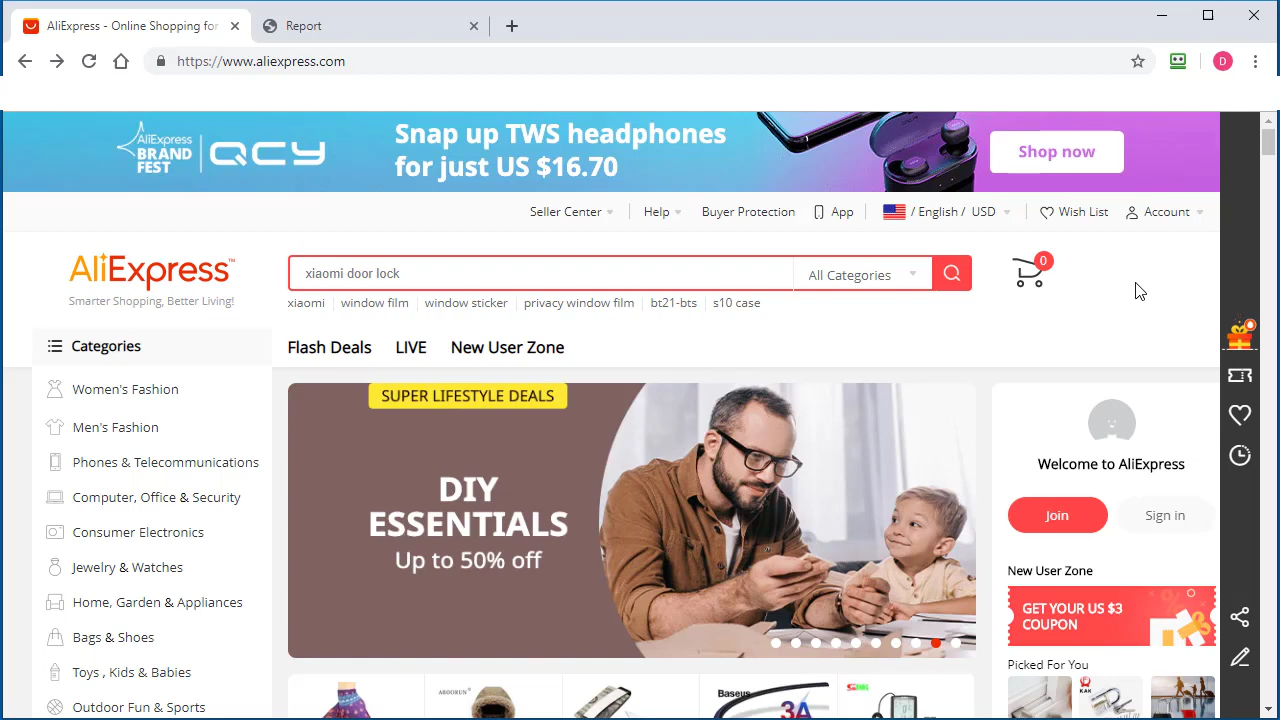 AliExpress - Online Shopping for
Report
https://www.aliexpress.com
D
AliExpress
BRAND
FEST
QCY
Snap up TWS headphones
for just US $16.70
Shop now
Seller Center
Help
Buyer Protection
App
/ English / USD
Wish List
Account
AliExpress™
Smarter Shopping, Better Living!
xiaomi door lock
All Categories
0
xiaomi
window film
window sticker
privacy window film
bt21-bts
s10 case
Categories
Flash Deals
LIVE
New User Zone
Women's Fashion
Men's Fashion
Phones & Telecommunications
Computer, Office & Security
Consumer Electronics
Jewelry & Watches
Home, Garden & Appliances
Bags & Shoes
Toys , Kids & Babies
Outdoor Fun & Sports
SUPER LIFESTYLE DEALS
DIY
ESSENTIALS
Up to 50% off
Welcome to AliExpress
Join
Sign in
New User Zone
GET YOUR US $3
COUPON
Picked For You
KAK
ABOORUN
Baseus
3A